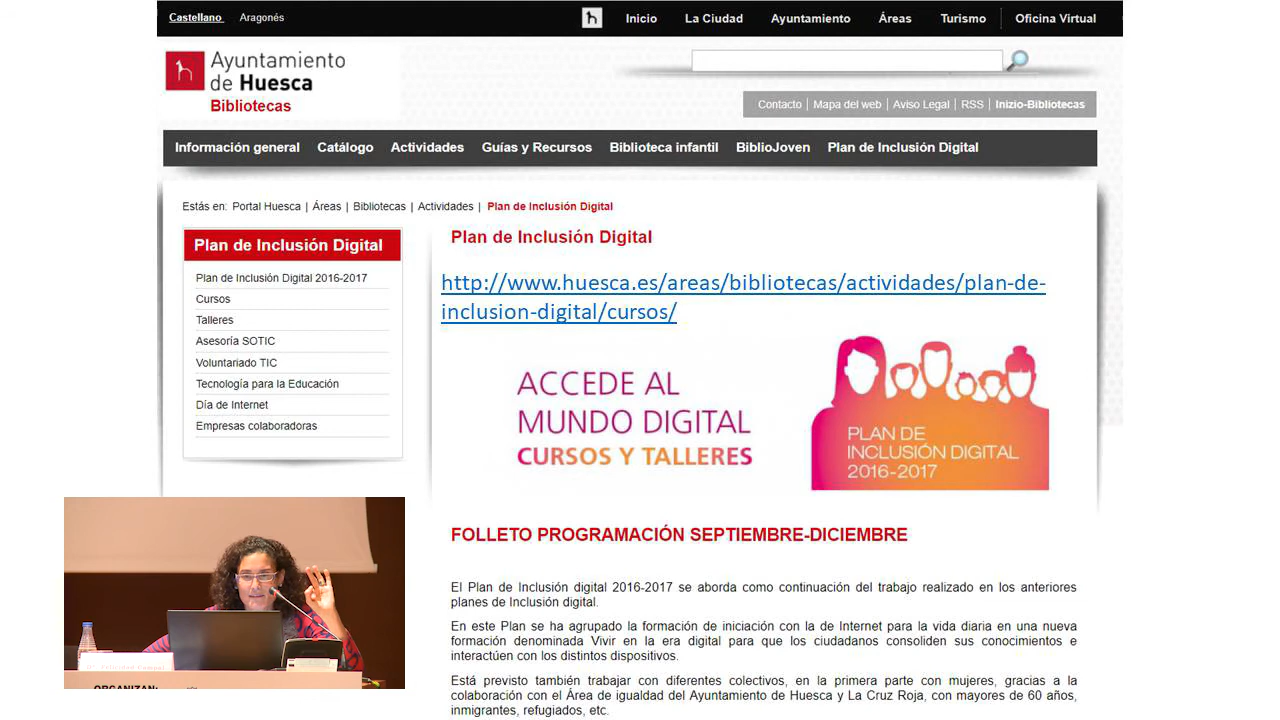 Castellano Aragonés Inicio La Ciudad Ayuntamiento Áreas Turismo Oficina Virtual
Ayuntamiento
de Huesca
Bibliotecas
Contacto | Mapa del web | Aviso Legal | RSS | Inizio-Bibliotecas
Información general Catálogo Actividades Guías y Recursos Biblioteca infantil BiblioJoven Plan de Inclusión Digital
Estás en: Portal Huesca | Áreas | Bibliotecas | Actividades | Plan de Inclusión Digital
Plan de Inclusión Digital
Plan de Inclusión Digital 2016-2017
Cursos
Talleres
Asesoría SOTIC
Voluntariado TIC
Tecnología para la Educación
Día de Internet
Empresas colaboradoras
Plan de Inclusión Digital
http://www.huesca.es/areas/bibliotecas/actividades/plan-de-
inclusion-digital/cursos/
ACCEDE AL
MUNDO DIGITAL
CURSOS Y TALLERES
PLAN DE
INCLUSIÓN DIGITAL
2016-2017
FOLLETO PROGRAMACIÓN SEPTIEMBRE-DICIEMBRE
El Plan de Inclusión digital 2016-2017 se aborda como continuación del trabajo realizado en los anteriores
planes de Inclusión digital.
En este Plan se ha agrupado la formación de iniciación con la de Internet para la vida diaria en una nueva
formación denominada Vivir en la era digital para que los ciudadanos consoliden sus conocimientos e
interactúen con los distintos dispositivos.
Está previsto también trabajar con diferentes colectivos, en la primera parte con mujeres, gracias a la
colaboración con el Área de igualdad del Ayuntamiento de Huesca y La Cruz Roja, con mayores de 60 años,
inmigrantes, refugiados, etc.
ORGANIZAN: